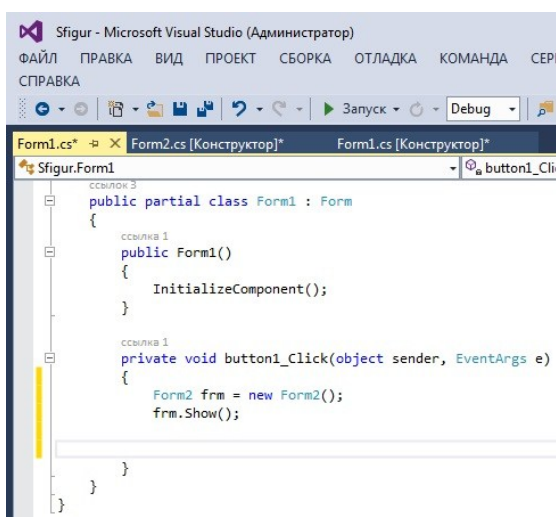 Sfigur - Microsoft Visual Studio (Администратор)
ФАЙЛ ПРАВКА ВИД ПРОЕКТ СБОРКА ОТЛАДКА КОМАНДА СЕР
СПРАВКА
Запуск Debug
Form1.cs* Form2.cs [Конструктор]* Form1.cs [Конструктор]*
Sfigur.Form1 button1_Cli
ссылок 3
public partial class Form1 : Form
{
ссылка 1
public Form1()
{
InitializeComponent();
}
ссылка 1
private void button1_Click(object sender, EventArgs e)
{
Form2 frm = new Form2();
frm.Show();
}
}
}